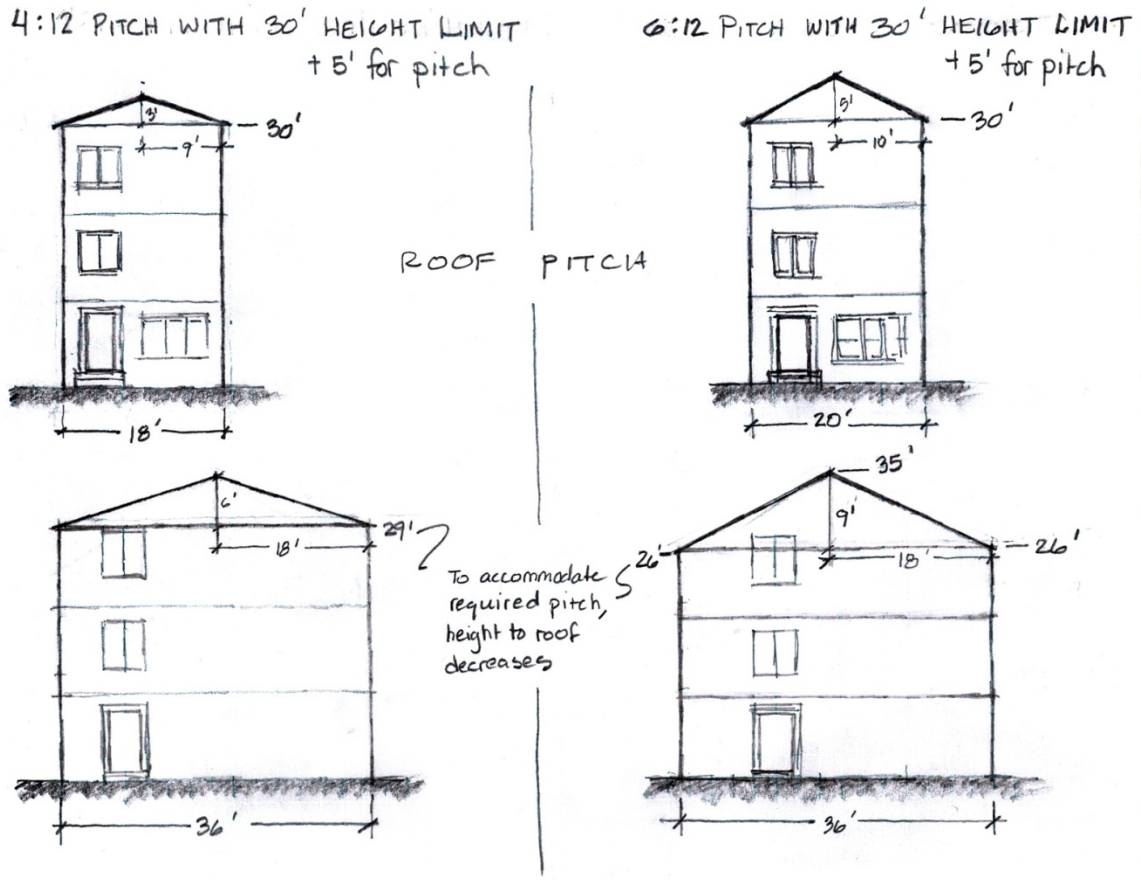 4:12 PITCH WITH 30' HEIGHT LIMIT
+ 5' for pitch
3'
30'
9'
18'
6:12 PITCH WITH 30' HEIGHT LIMIT
+ 5' for pitch
5'
30'
10'
20'
ROOF PITCH
6'
29'
18'
36'
To accommodate
required pitch,
height to roof
decreases
35'
9'
26'
26'
18'
36'